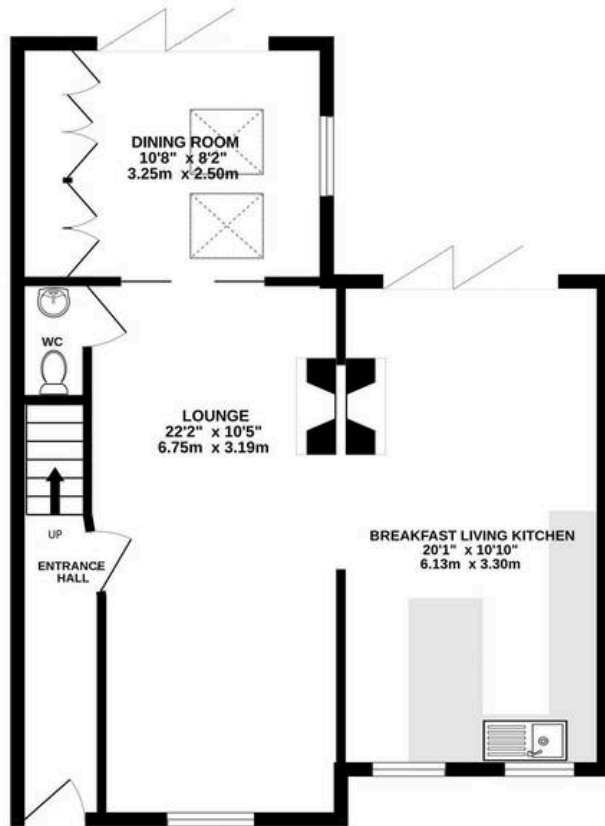 DINING ROOM
10'8" x 8'2"
3.25m x 2.50m
WC
LOUNGE
22'2" x 10'5"
6.75m x 3.19m
UP
ENTRANCE
HALL
BREAKFAST LIVING KITCHEN
20'1" x 10'10"
6.13m x 3.30m